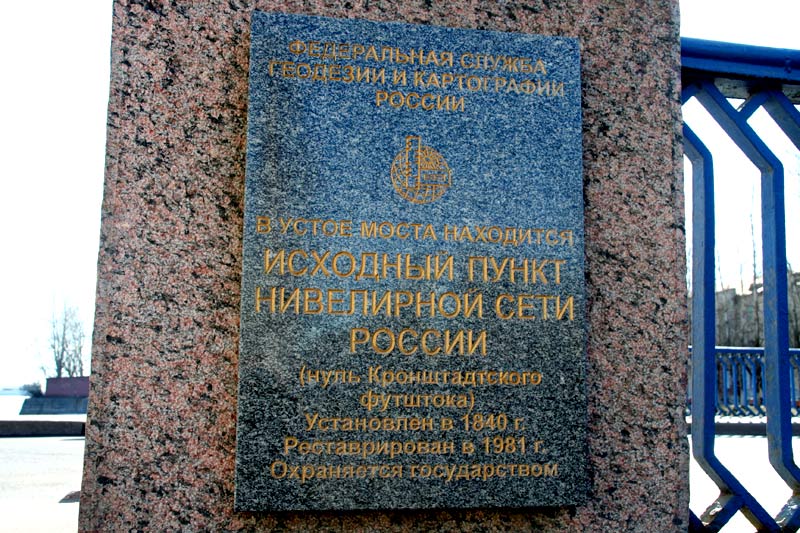 ФЕДЕРАЛЬНАЯ СЛУЖБА
ГЕОДЕЗИИ И КАРТОГРАФИИ
РОССИИ
В УСТОЕ МОСТА НАХОДИТСЯ
ИСХОДНЫЙ ПУНКТ
НИВЕЛИРНОЙ СЕТИ
РОССИИ
(нуль Кронштадтского
футштока)
Установлен в 1840 г.
Реставрирован в 1981 г.
Охраняется государством